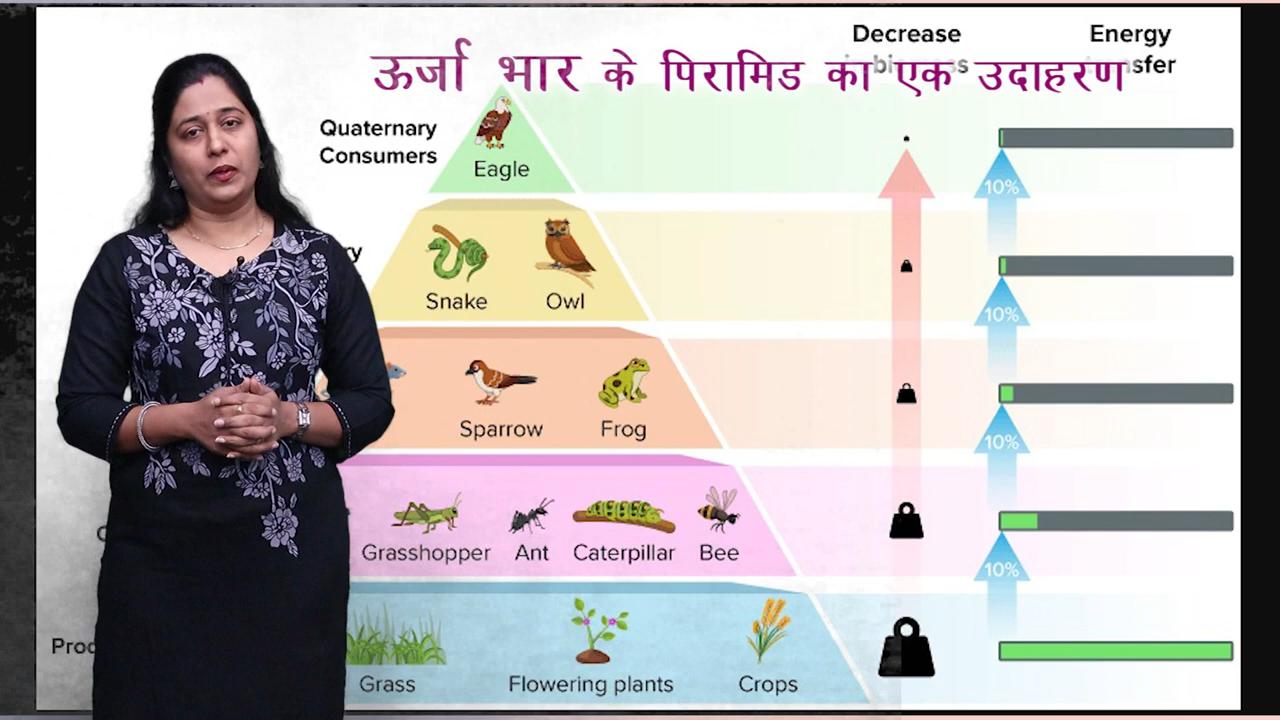 Decrease
Energy
ऊर्जा भार के पिरामिड का एक उदाहरण
Quaternary
Consumers
Eagle
10%
Snake
Owl
10%
Sparrow
Frog
10%
Grasshopper
Ant
Caterpillar
Bee
10%
Grass
Flowering plants
Crops